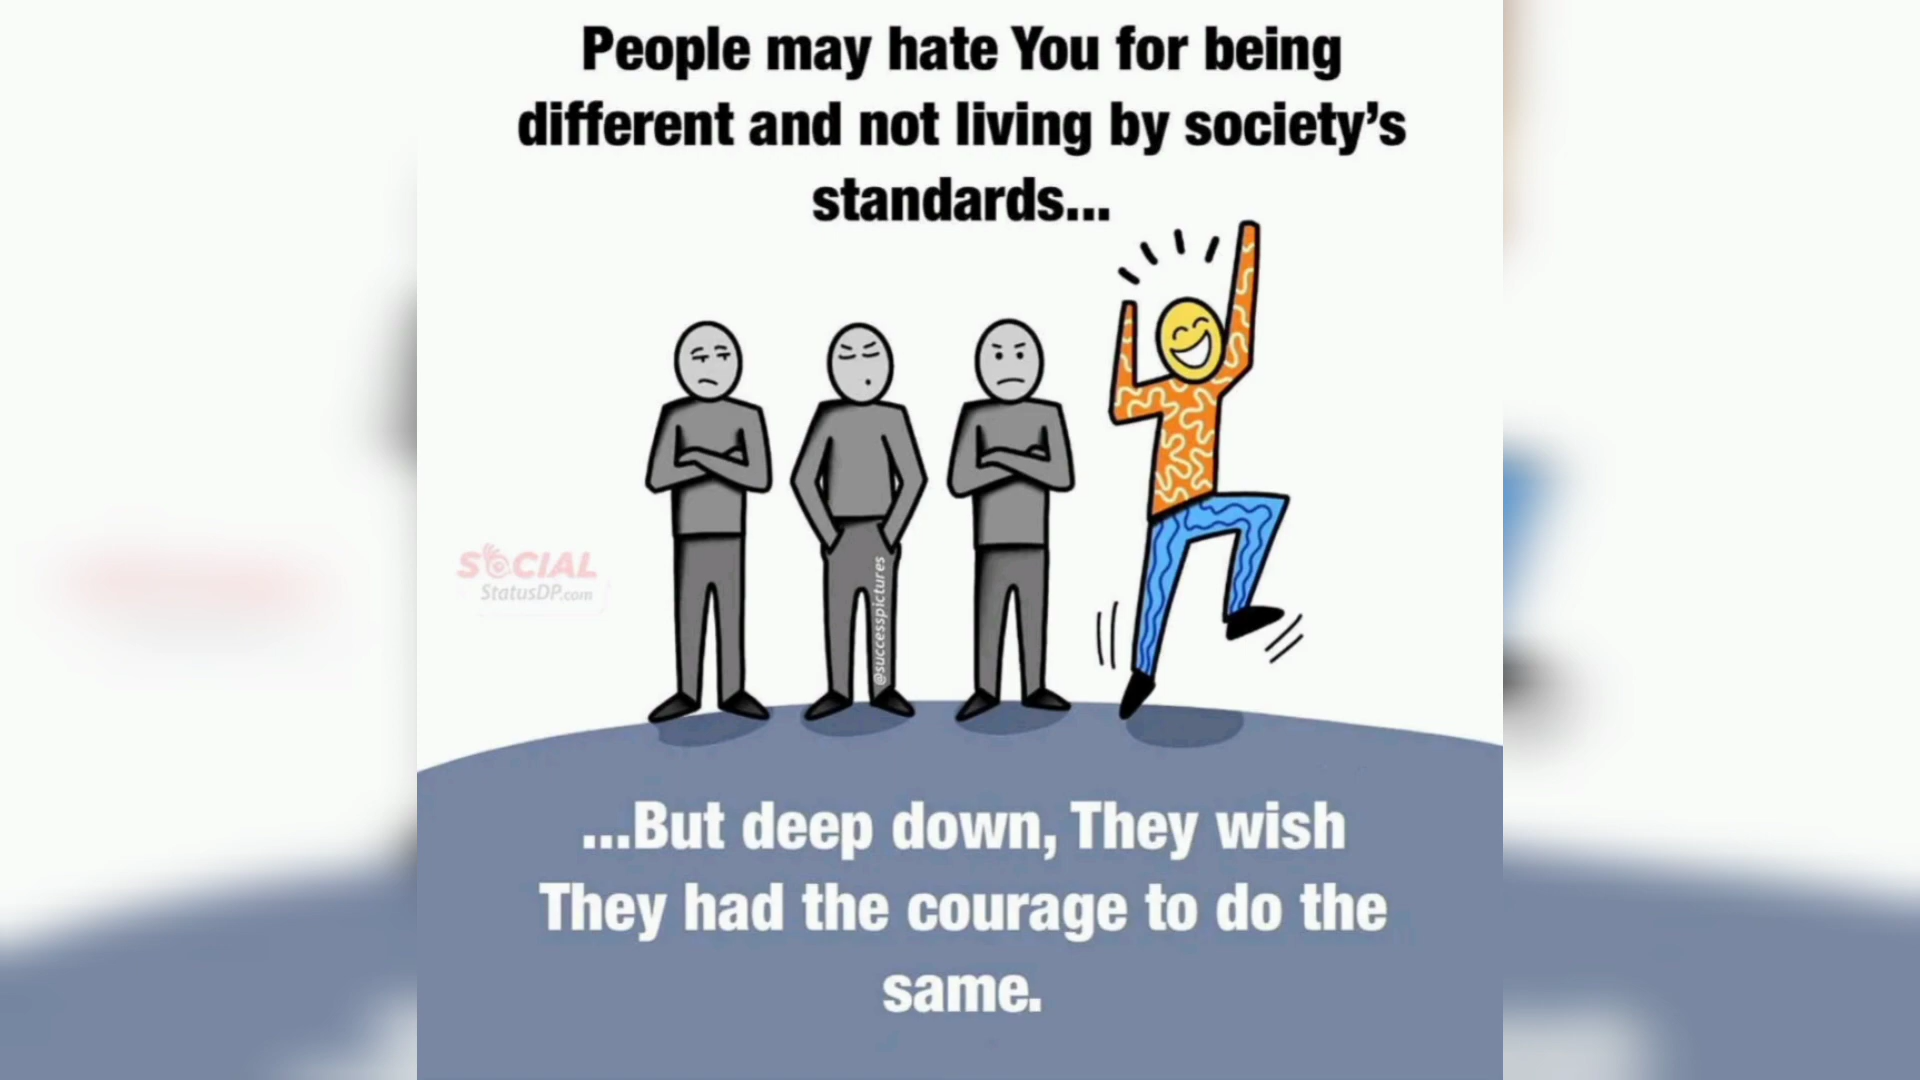 People may hate You for being
different and not living by society’s
standards...
SOCIAL
StatusDP.com
@successpictures
...But deep down, They wish
They had the courage to do the
same.